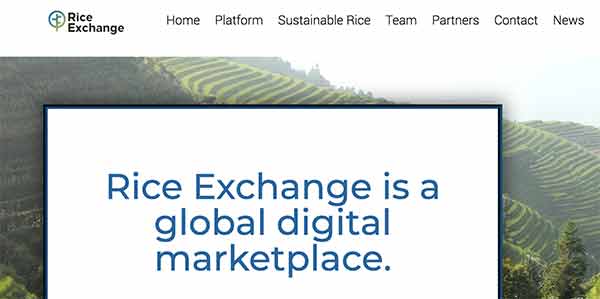 Rice
Exchange
Home Platform Sustainable Rice Team Partners Contact News
Rice Exchange is a
global digital
marketplace.